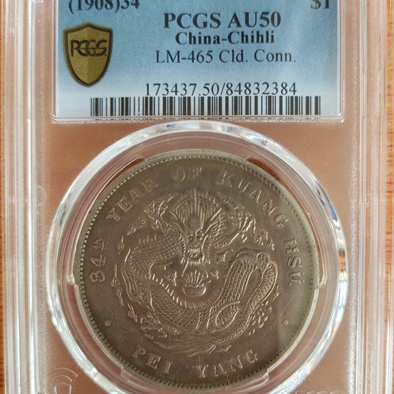 (1908)34 $1
PCGS AU50
China-Chihli
LM-465 Cld. Conn.
173437.50/84832384
PCGS
34TH YEAR OF KUANG HSU
PEI YANG